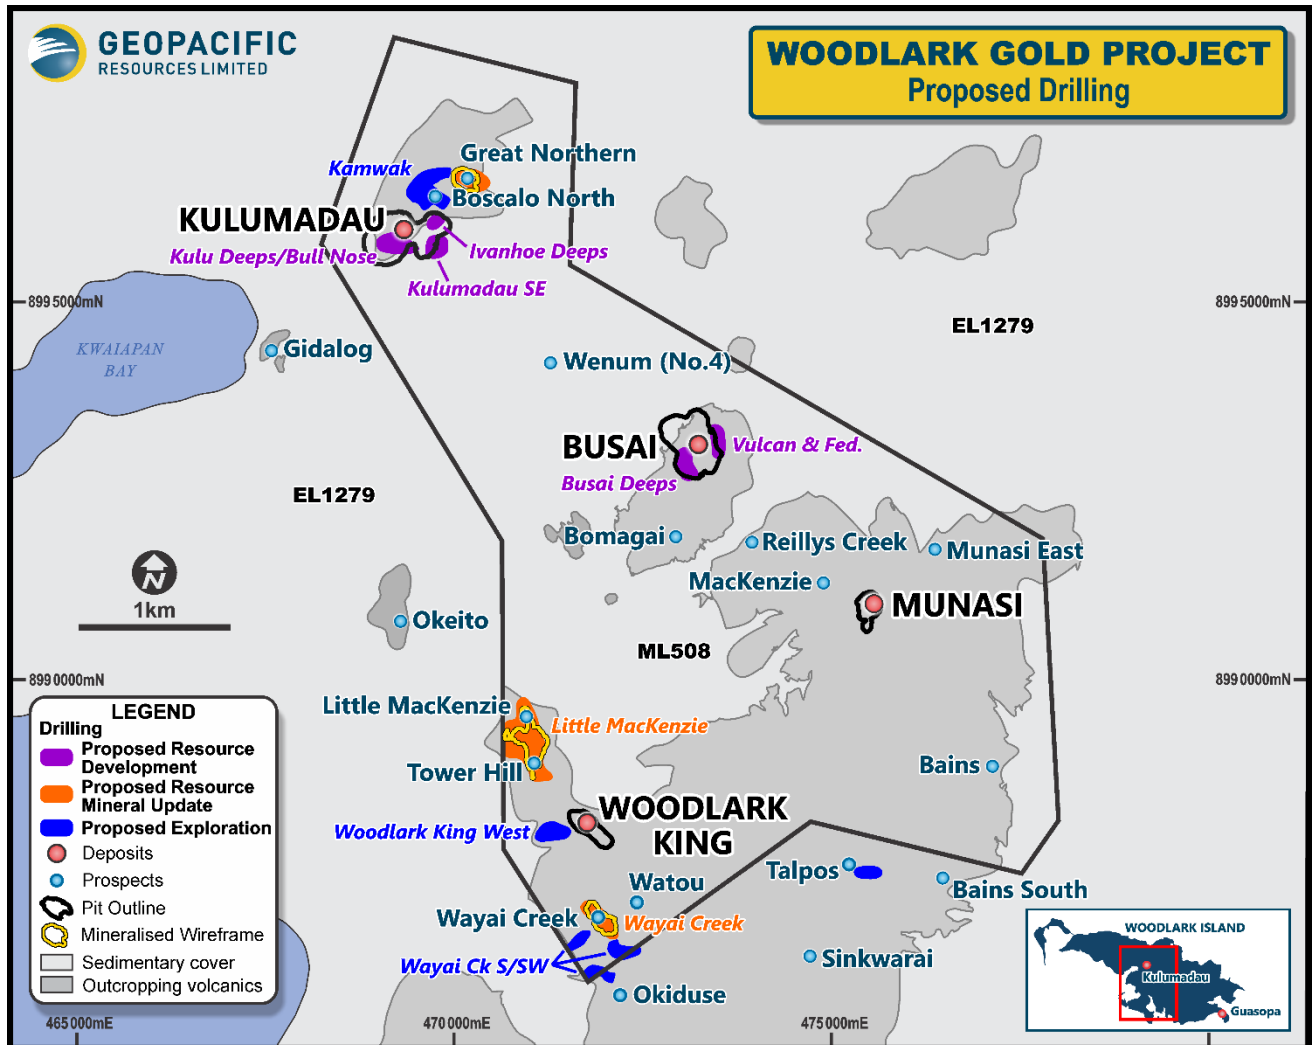 GEOPACIFIC
RESOURCES LIMITED
WOODLARK GOLD PROJECT
Proposed Drilling
Great Northern
Kamwak
Boscalo North
KULUMADAU
Kulu Deeps/Bull Nose
Ivanhoe Deeps
Kulumadau SE
899 5000mN
899 5000mN
EL1279
KWAIAPAN
BAY
Gidalog
Wenum (No.4)
BUSAI
Vulcan & Fed.
Busai Deeps
EL1279
Bomagai
Reillys Creek
Munasi East
MacKenzie
MUNASI
N
1km
Okeito
ML508
899 0000mN
899 0000mN
Little MacKenzie
Little MacKenzie
Tower Hill
Bains
WOODLARK
KING
Woodlark King West
Talpos
Bains South
Watou
Wayai Creek
Wayai Creek
Wayai Ck S/SW
Sinkwarai
Okiduse
LEGEND
Drilling
Proposed Resource
Development
Proposed Resource
Mineral Update
Proposed Exploration
Deposits
Prospects
Pit Outline
Mineralised Wireframe
Sedimentary cover
Outcropping volcanics
WOODLARK ISLAND
Kulumadau
Guasopa
465 000mE
470 000mE
475 000mE